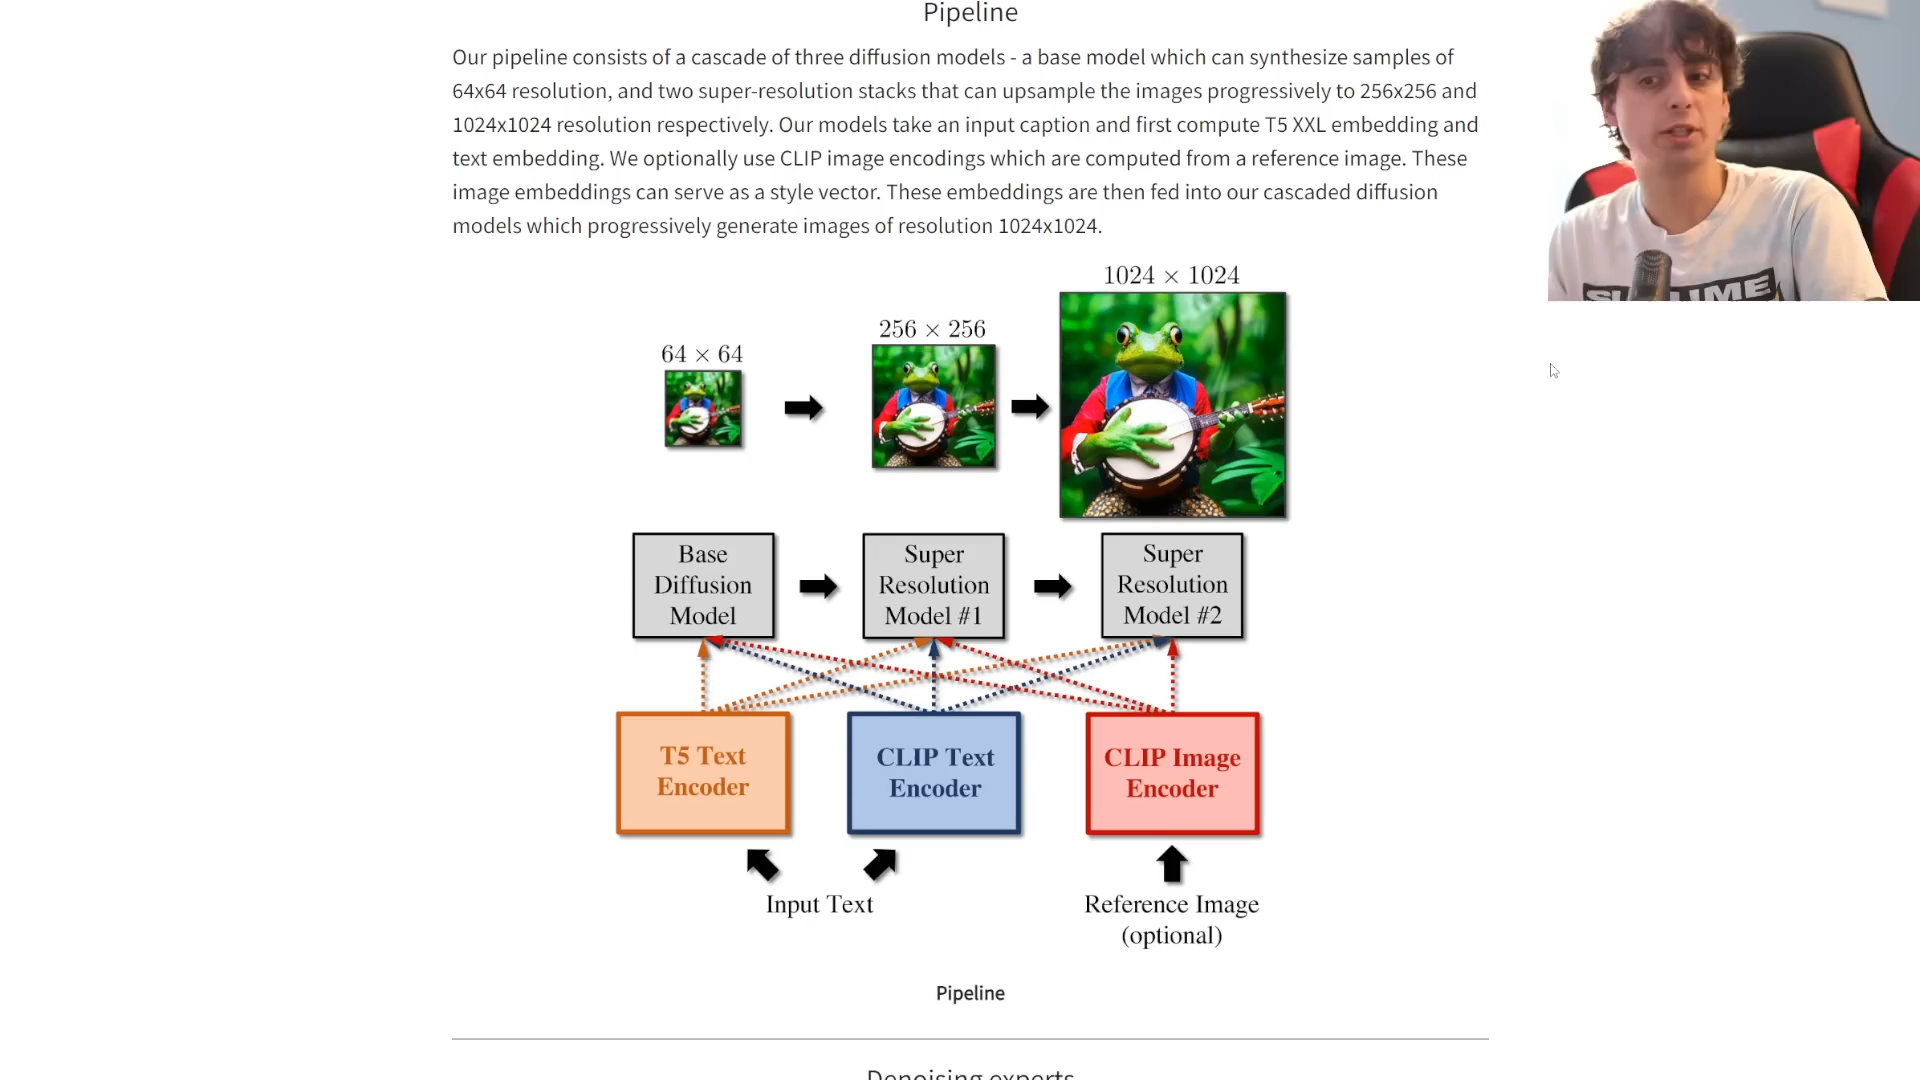 Pipeline
Our pipeline consists of a cascade of three diffusion models - a base model which can synthesize samples of
64x64 resolution, and two super-resolution stacks that can upsample the images progressively to 256x256 and
1024x1024 resolution respectively. Our models take an input caption and first compute T5 XXL embedding and
text embedding. We optionally use CLIP image encodings which are computed from a reference image. These
image embeddings can serve as a style vector. These embeddings are then fed into our cascaded diffusion
models which progressively generate images of resolution 1024x1024.
1024 × 1024
256 × 256
64 × 64
Base
Diffusion
Model
Super
Resolution
Model #1
Super
Resolution
Model #2
T5 Text
Encoder
CLIP Text
Encoder
CLIP Image
Encoder
Input Text
Reference Image
(optional)
Pipeline
Denoising experts